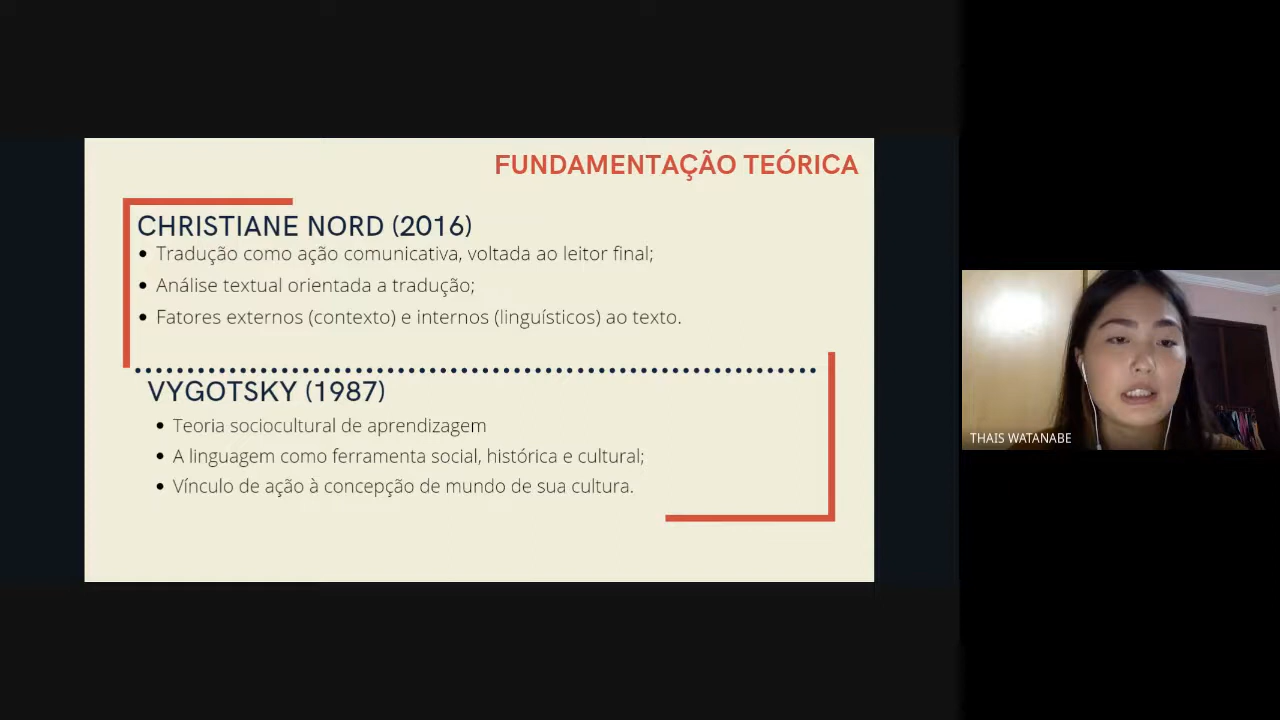 FUNDAMENTAÇÃO TEÓRICA
CHRISTIANE NORD (2016)
Tradução como ação comunicativa, voltada ao leitor final;
Análise textual orientada a tradução;
Fatores externos (contexto) e internos (linguísticos) ao texto.
VYGOTSKY (1987)
Teoria sociocultural de aprendizagem
A linguagem como ferramenta social, histórica e cultural;
Vínculo de ação à concepção de mundo de sua cultura.
THAIS WATANABE